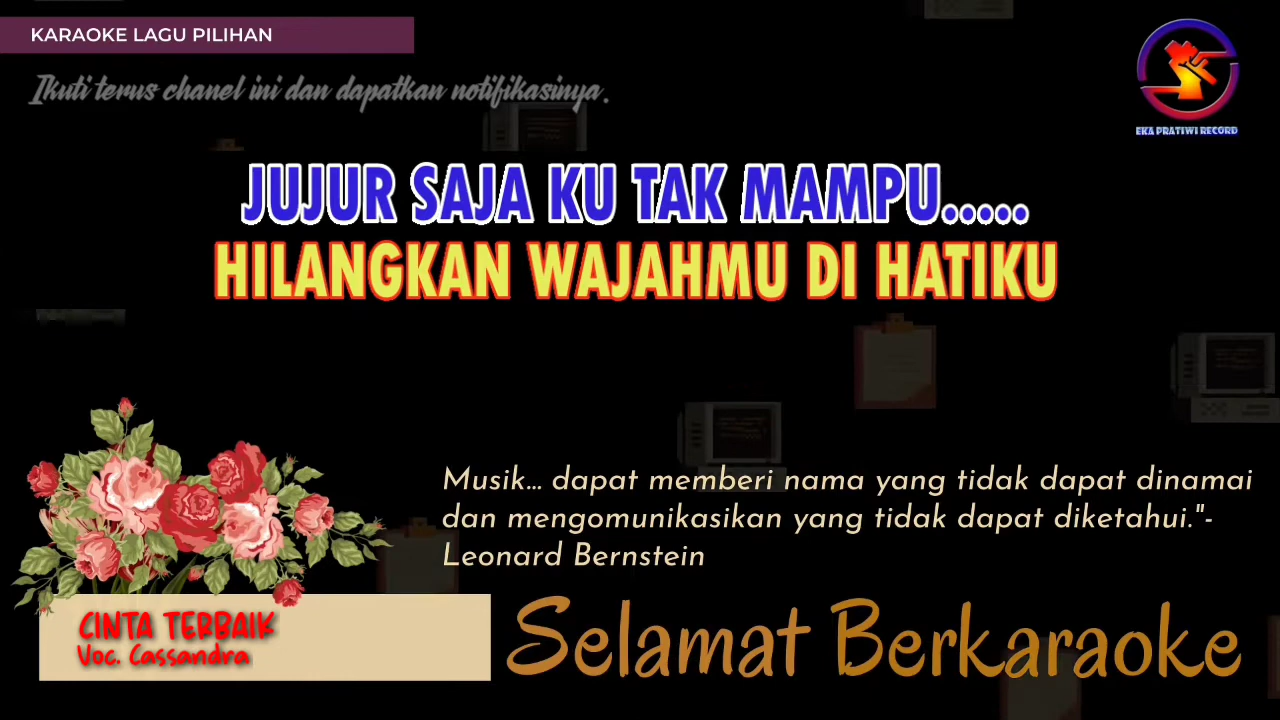 KARAOKE LAGU PILIHAN
Ikuti terus chanel ini dan dapatkan notifikasinya.
EKA PRATIWI RECORD
JUJUR SAJA KU TAK MAMPU.....
HILANGKAN WAJAHMU DI HATIKU
Musik... dapat memberi nama yang tidak dapat dinamai
dan mengomunikasikan yang tidak dapat diketahui."-
Leonard Bernstein
CINTA TERBAIK
Voc. Cassandra
Selamat Berkaraoke